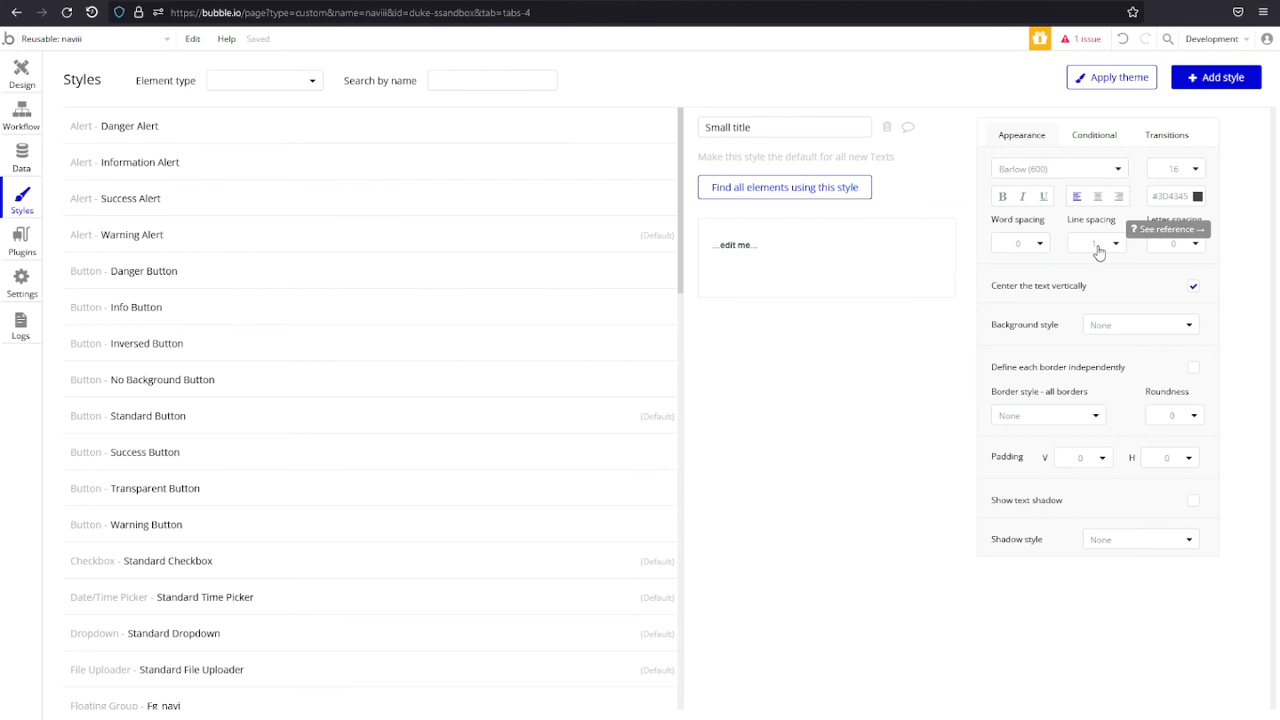 https://bubble.io/page?type=custom&name=naviii&id=duke-ssandbox&tab=tabs-4
b Reusable: naviii Edit Help Saved 1 issue Development
Design
Workflow
Data
Styles
Plugins
Settings
Logs
Styles Element type Search by name Apply theme + Add style
Alert - Danger Alert
Alert - Information Alert
Alert - Success Alert
Alert - Warning Alert (Default)
Button - Danger Button
Button - Info Button
Button - Inversed Button
Button - No Background Button
Button - Standard Button (Default)
Button - Success Button
Button - Transparent Button
Button - Warning Button
Checkbox - Standard Checkbox (Default)
Date/Time Picker - Standard Time Picker (Default)
Dropdown - Standard Dropdown (Default)
File Uploader - Standard File Uploader (Default)
Floating Group - Fg_navi
Small title
Make this style the default for all new Texts
Find all elements using this style
...edit me...
Appearance Conditional Transitions
Barlow (600) 16
B I U #3D4345
Word spacing Line spacing Letter spacing
? See reference →
0 1 0
Center the text vertically
Background style None
Define each border independently
Border style - all borders Roundness
None 0
Padding V 0 H 0
Show text shadow
Shadow style None